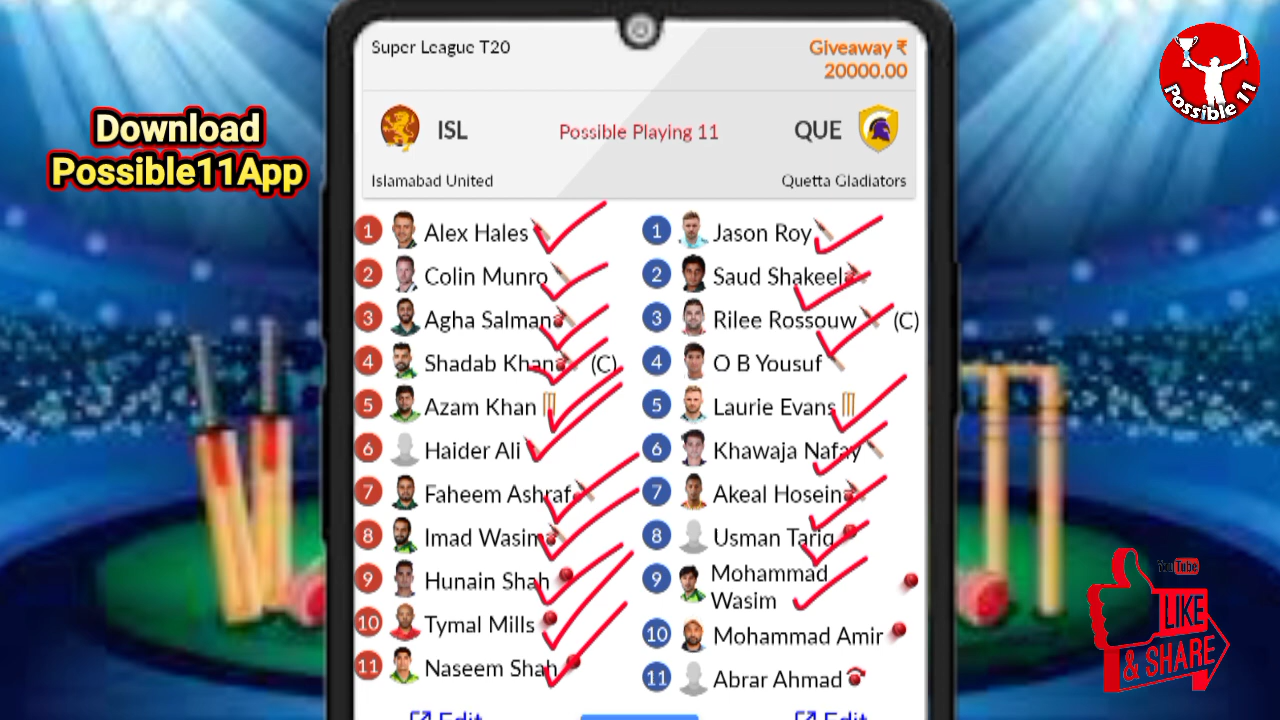 Super League T20
Giveaway ₹
20000.00
Possible 11
Download
Possible11App
ISL
Possible Playing 11
QUE
Islamabad United
Quetta Gladiators
1 Alex Hales
2 Colin Munro
3 Agha Salman
4 Shadab Khan (C)
5 Azam Khan
6 Haider Ali
7 Faheem Ashraf
8 Imad Wasim
9 Hunain Shah
10 Tymal Mills
11 Naseem Shah
1 Jason Roy
2 Saud Shakeel
3 Rilee Rossouw (C)
4 O B Yousuf
5 Laurie Evans
6 Khawaja Nafay
7 Akeal Hosein
8 Usman Tariq
9 Mohammad
Wasim
10 Mohammad Amir
11 Abrar Ahmad
Edit
Edit
YouTube
LIKE
& SHARE